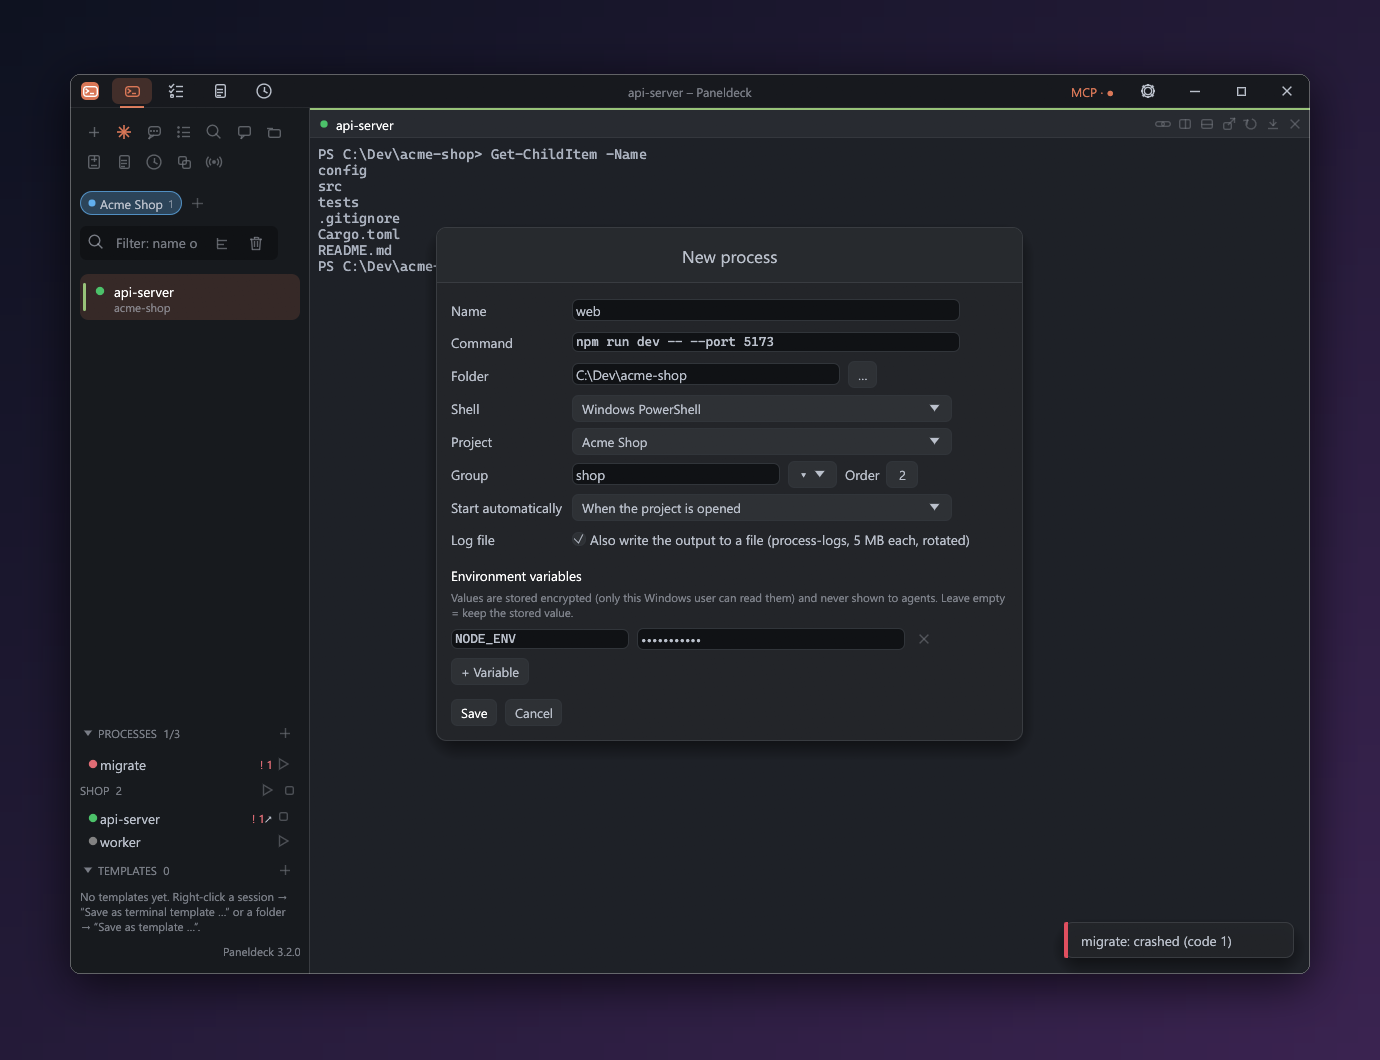 api-server – Paneldeck
MCP ·
api-server
Acme Shop 1
Filter: name o
api-server
acme-shop
PS C:\Dev\acme-shop> Get-ChildItem -Name
config
src
tests
.gitignore
Cargo.toml
README.md
PS C:\Dev\acme-
New process
Name web
Command npm run dev -- --port 5173
Folder C:\Dev\acme-shop ...
Shell Windows PowerShell
Project Acme Shop
Group shop Order 2
Start automatically When the project is opened
Log file Also write the output to a file (process-logs, 5 MB each, rotated)
Environment variables
Values are stored encrypted (only this Windows user can read them) and never shown to agents. Leave empty
= keep the stored value.
NODE_ENV •••••••••••
+ Variable
Save Cancel
PROCESSES 1/3
migrate ! 1
SHOP 2
api-server ! 1↗
worker
TEMPLATES 0
No templates yet. Right-click a session →
"Save as terminal template ..." or a folder
→ "Save as template ...".
Paneldeck 3.2.0
migrate: crashed (code 1)